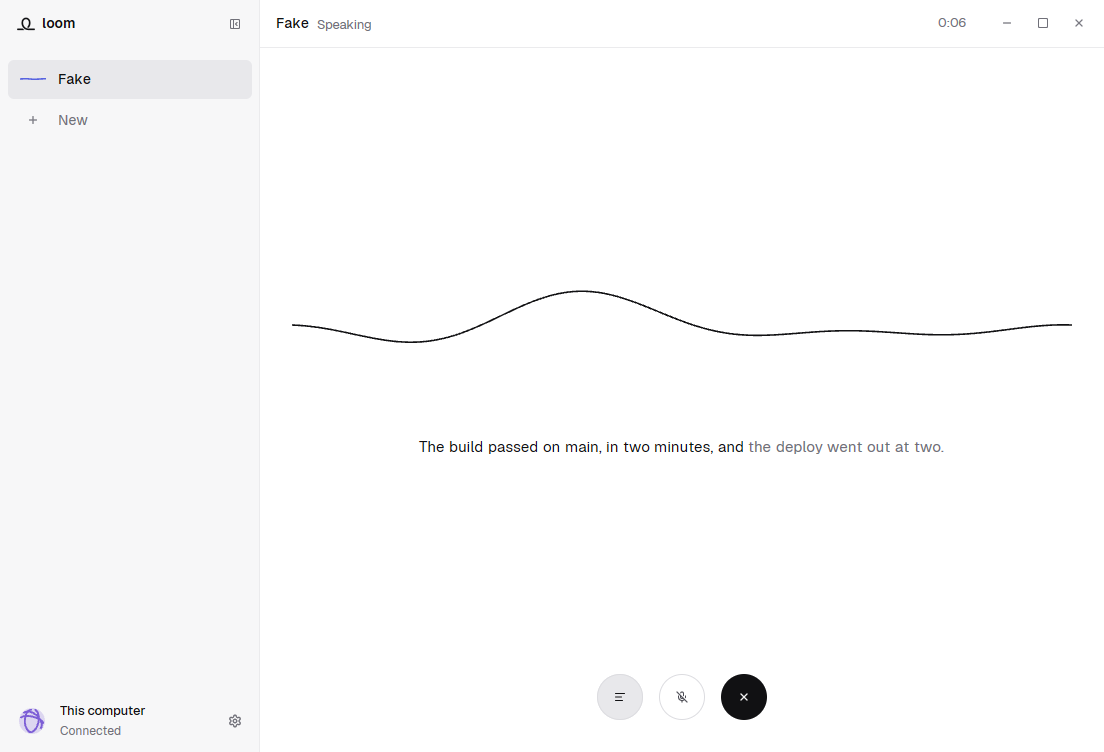 loom
Fake
New
This computer
Connected
Fake Speaking
0:06
The build passed on main, in two minutes, and the deploy went out at two.